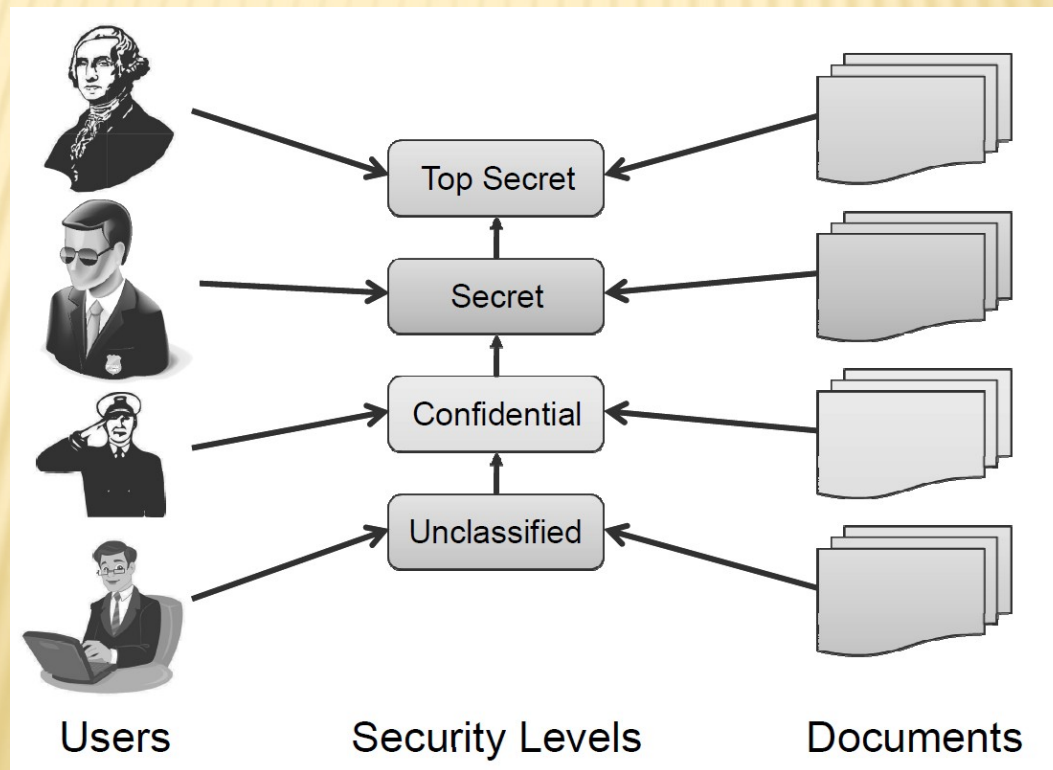 Top Secret
Secret
Confidential
Unclassified
Users
Security Levels
Documents